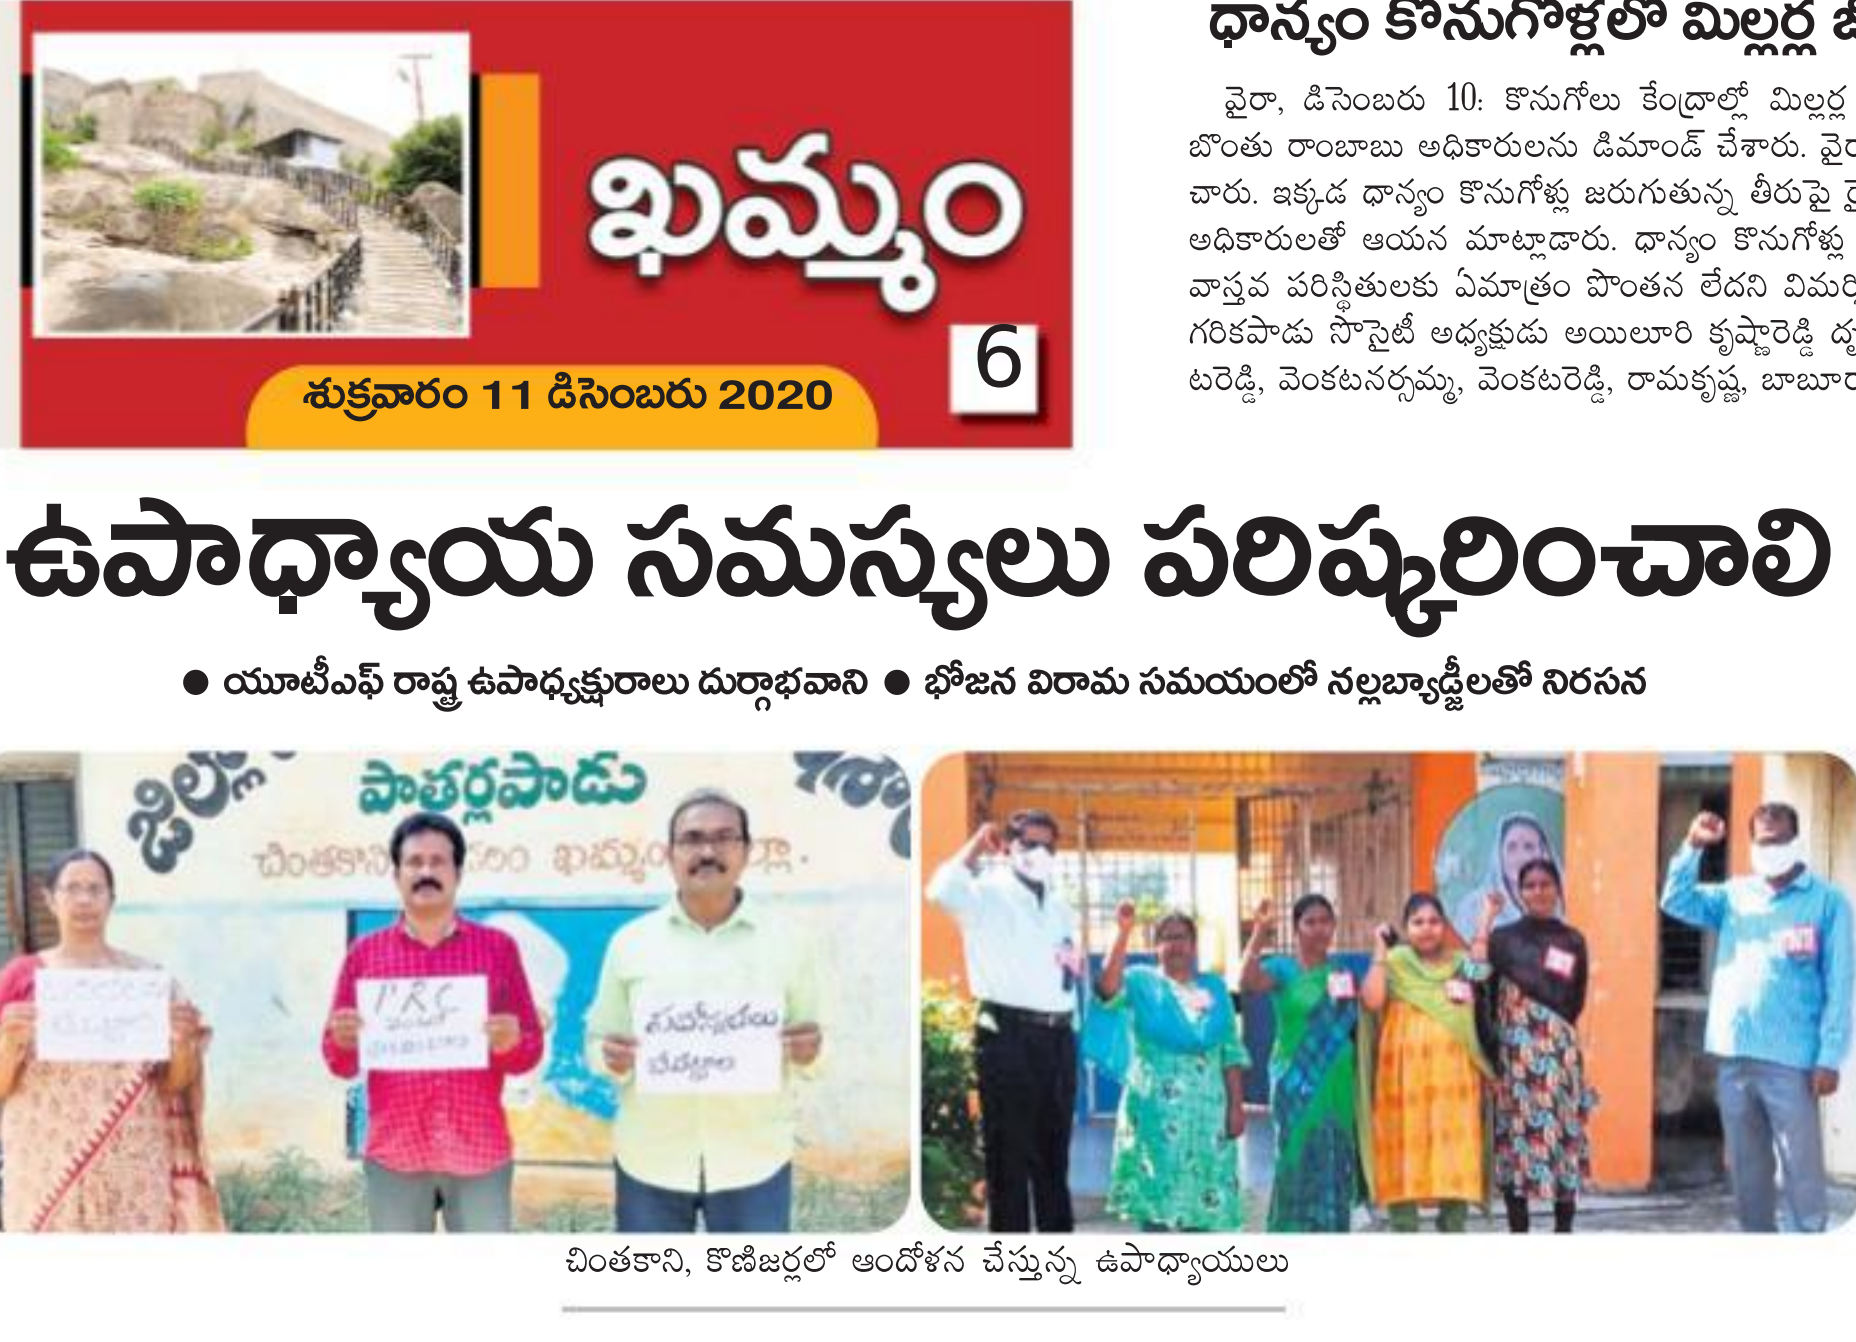 ఖమ్మం
6
శుక్రవారం 11 డిసెంబరు 2020
ధాన్యం కొనుగోళ్లలో మిల్లర్ల
వైరా, డిసెంబరు 10: కొనుగోలు కేంద్రాల్లో మిల్లర్ల
బొంతు రాంబాబు అధికారులను డిమాండ్ చేశారు. వైరా
చారు. ఇక్కడ ధాన్యం కొనుగోళ్లు జరుగుతున్న తీరుపై
అధికారులతో ఆయన మాట్లాడారు. ధాన్యం కొనుగోళ్లు
వాస్తవ పరిస్థితులకు ఏమాత్రం పొంతన లేదని
గరికపాడు సొసైటీ అధ్యక్షుడు అయిలూరి కృష్ణారెడ్డి
టరెడ్డి, వెంకటనర్సమ్మ, వెంకటరెడ్డి, రామకృష్ణ,
ఉపాధ్యాయ సమస్యలు పరిష్కరించాలి
● యూటీఎఫ్ రాష్ట్ర ఉపాధ్యక్షురాలు దుర్గాభవాని ● భోజన విరామ సమయంలో నల్లబ్యాడ్జీలతో నిరసన
పాతర్లపాడు
చింతకాని, కొణిజర్లలో ఆందోళన చేస్తున్న ఉపాధ్యాయులు